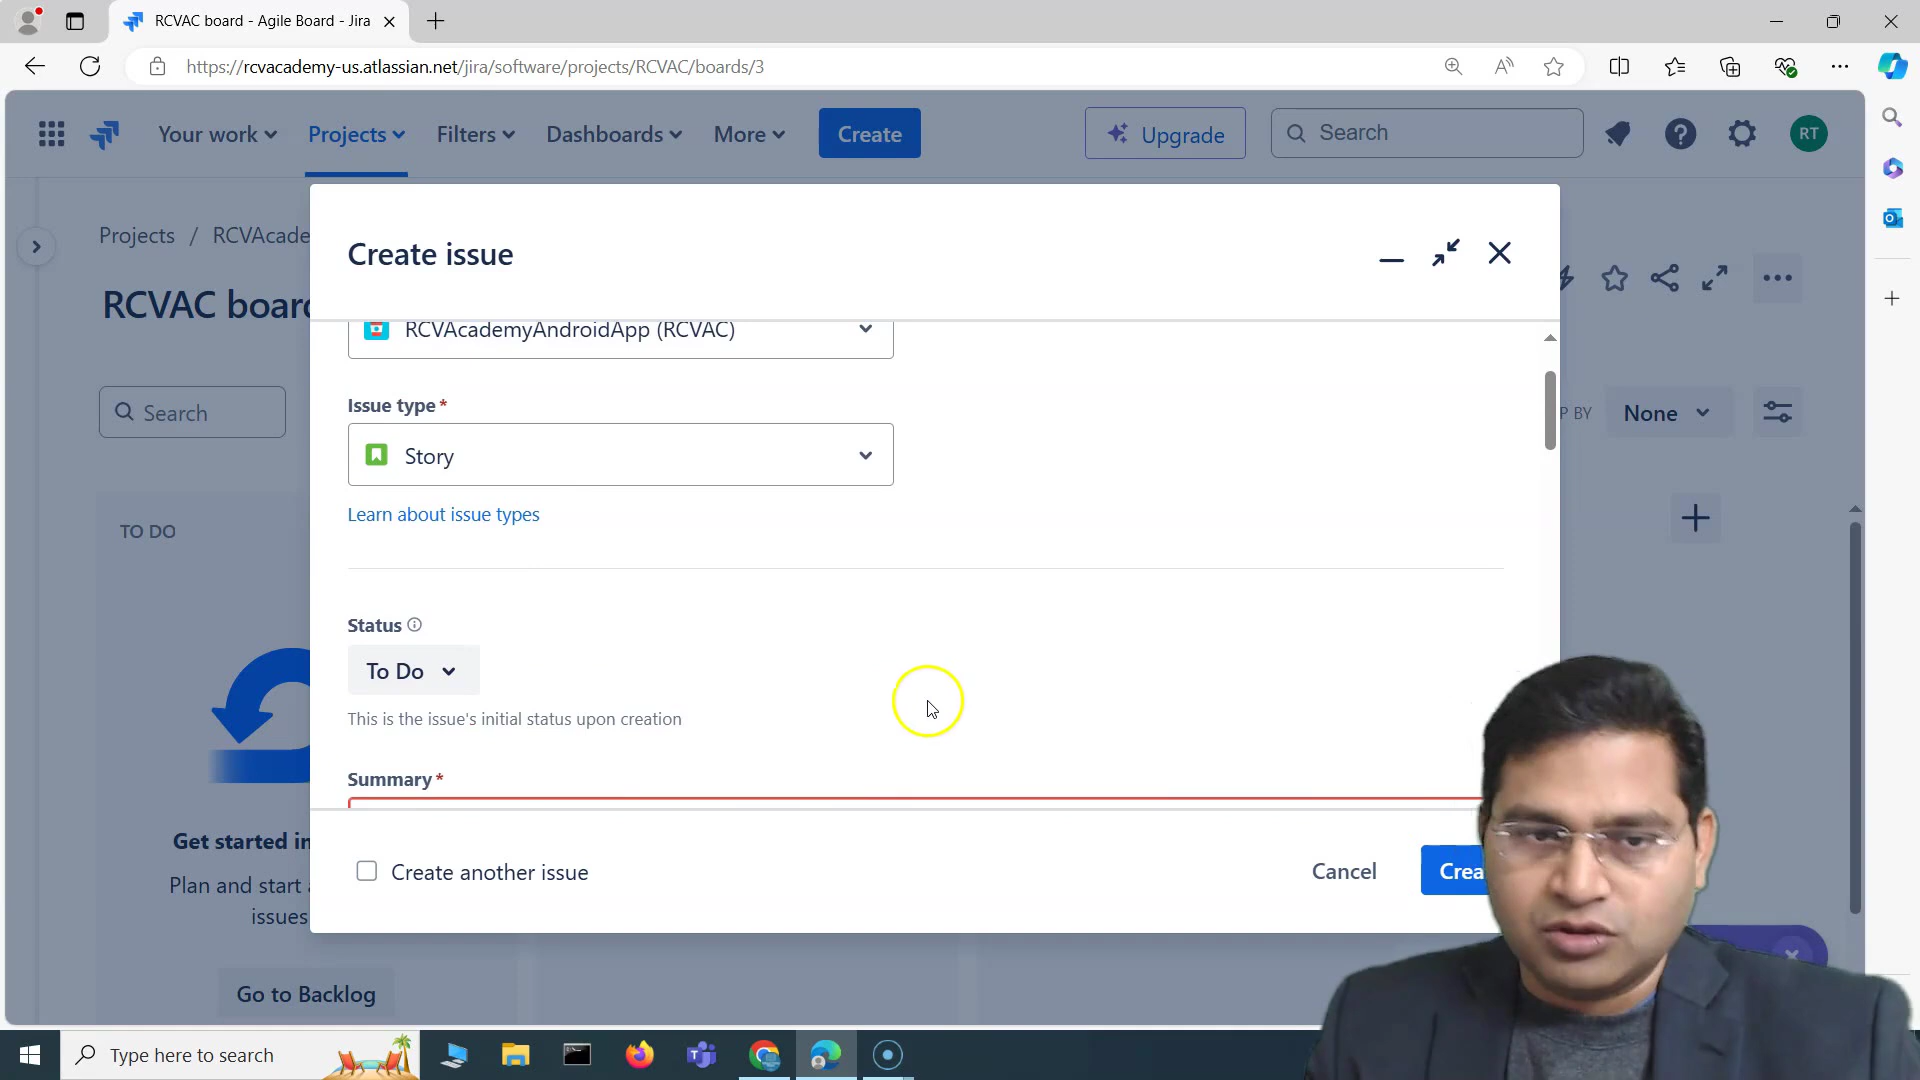 RCVAC board - Agile Board - Jira
https://rcvacademy-us.atlassian.net/jira/software/projects/RCVAC/boards/3
Your work
Projects
Filters
Dashboards
More
Create
Upgrade
Search
RT
Projects / RCVAcade
RCVAC board
Create issue
RCVAcademyAndroidApp (RCVAC)
Issue type*
Story
Learn about issue types
Search
P BY
None
TO DO
Status
To Do
This is the issue's initial status upon creation
Summary*
Get started in
Plan and start a
issues
Go to Backlog
Create another issue
Cancel
Crea
Type here to search